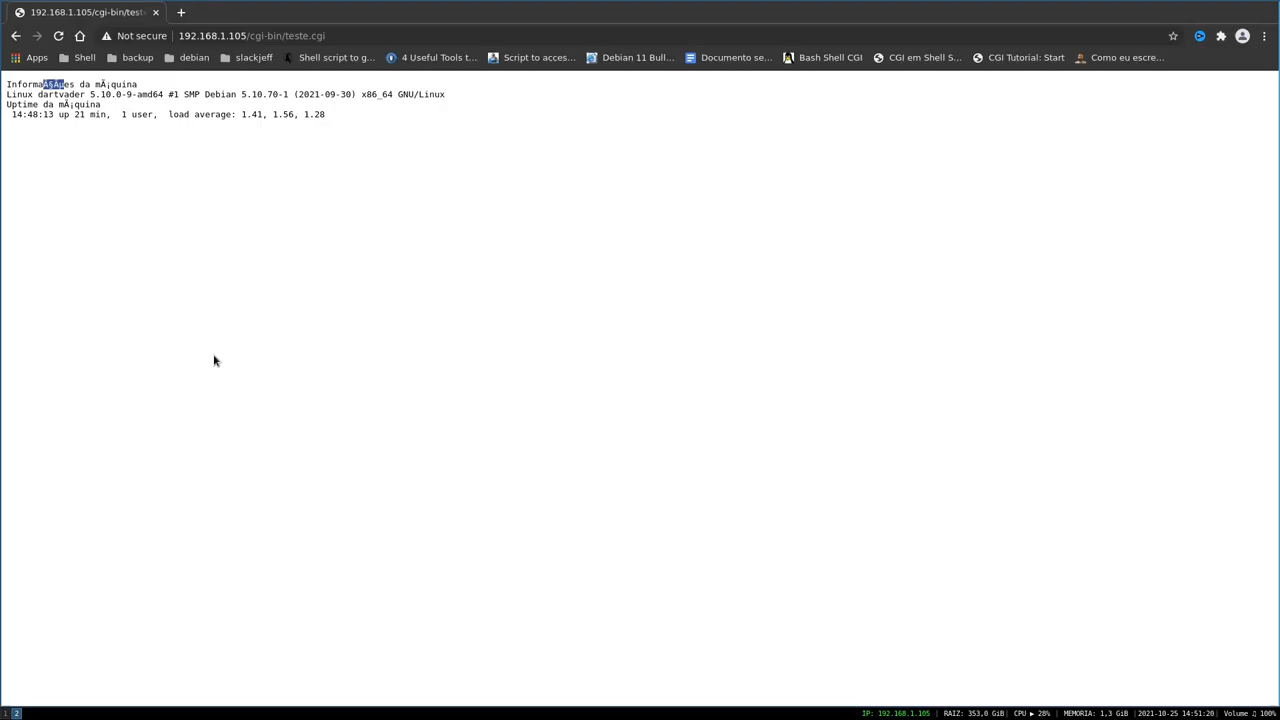 192.168.1.105/cgi-bin/test
Not secure 192.168.1.105/cgi-bin/teste.cgi
Apps Shell backup debian slackjeff Shell script to g... 4 Useful Tools t... Script to acces... Debian 11 Bull... Documento se... Bash Shell CGI CGI em Shell S... CGI Tutorial: Start Como eu escre...
InformaÃ§Ãµes da mÃ¡quina
Linux dartvader 5.10.0-9-amd64 #1 SMP Debian 5.10.70-1 (2021-09-30) x86_64 GNU/Linux
Uptime da mÃ¡quina
14:48:13 up 21 min, 1 user, load average: 1.41, 1.56, 1.28
1 2 IP: 192.168.1.105 | RAIZ: 353,0 GiB | CPU ▶ 28% | MEMORIA: 1,3 GiB | 2021-10-25 14:51:20 | Volume ♫ 100%